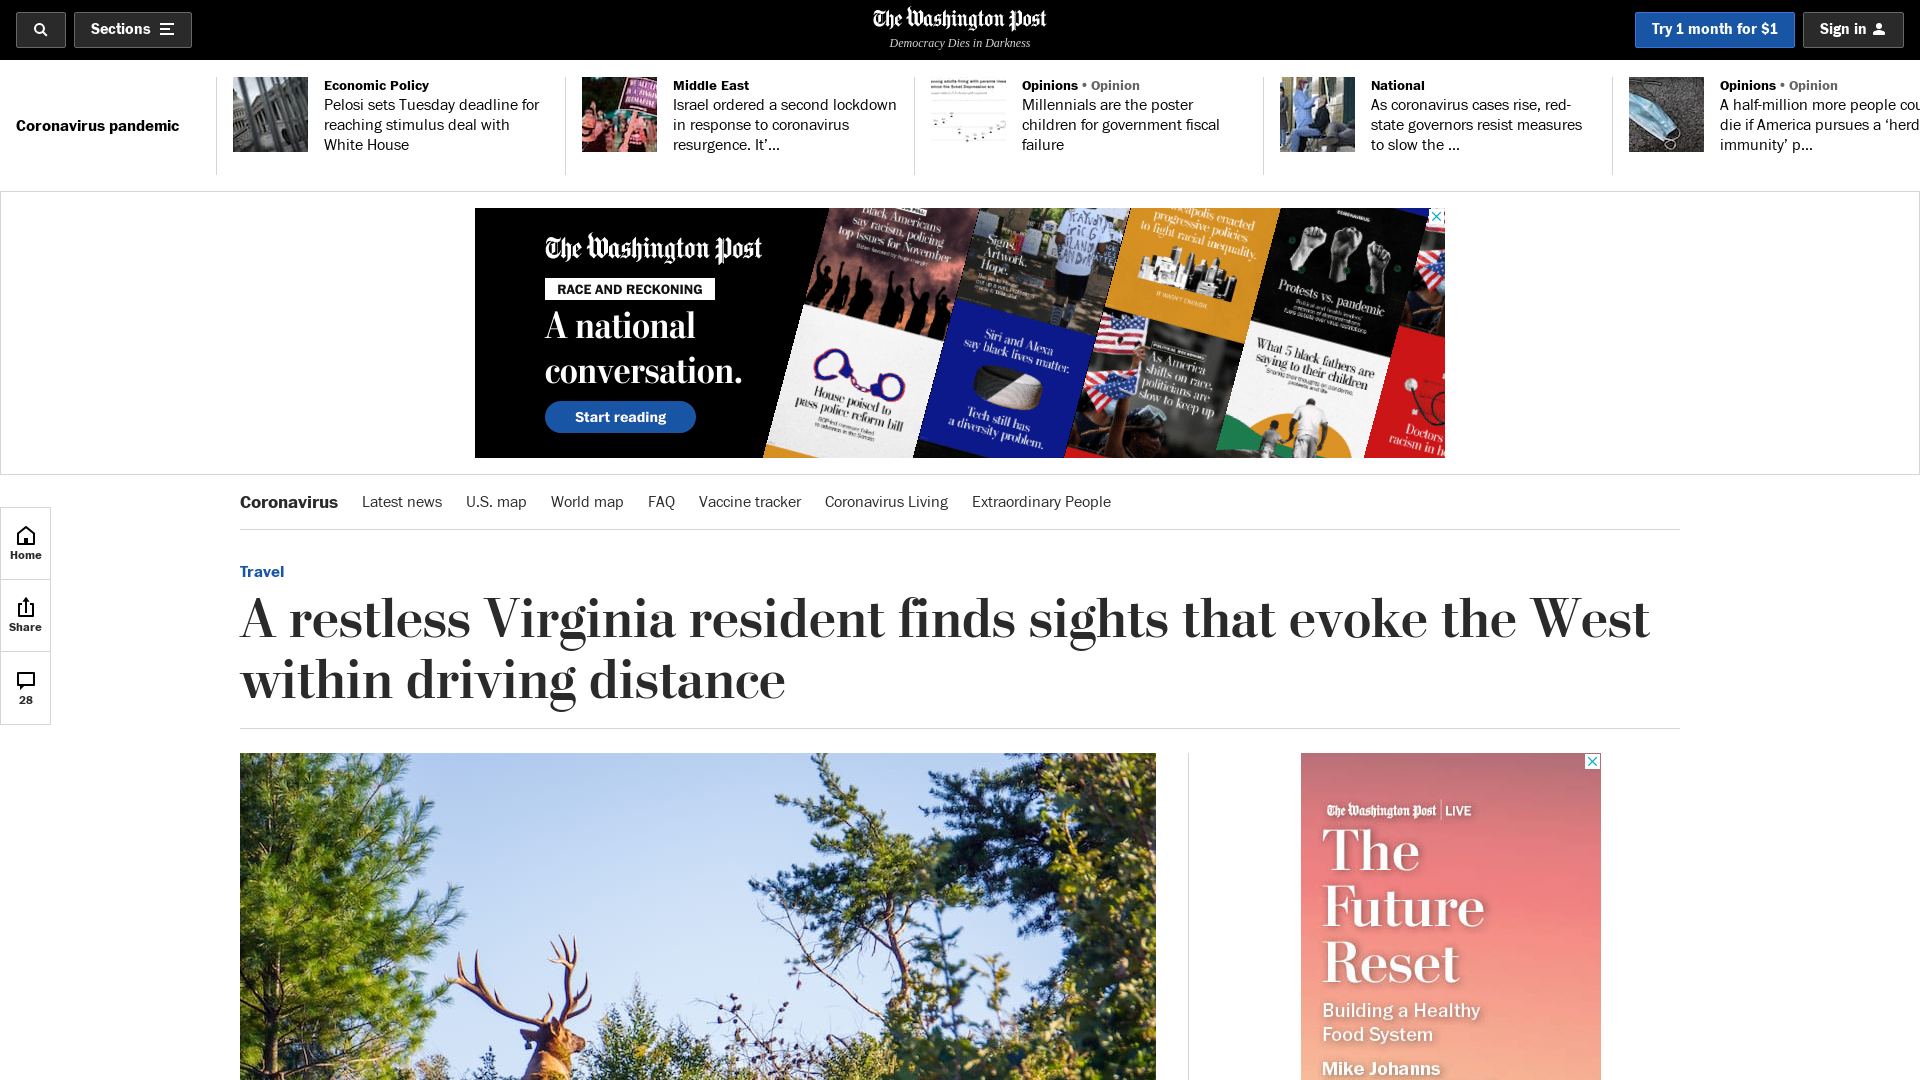 Sections
The Washington Post
Democracy Dies in Darkness
Try 1 month for $1
Sign in
Coronavirus pandemic
Economic Policy
Pelosi sets Tuesday deadline for
reaching stimulus deal with
White House
Middle East
Israel ordered a second lockdown
in response to coronavirus
resurgence. It’...
Opinions • Opinion
Millennials are the poster
children for government fiscal
failure
National
As coronavirus cases rise, red-
state governors resist measures
to slow the ...
Opinions • Opinion
A half-million more people cou
die if America pursues a ‘herd
immunity’ p...
The Washington Post
RACE AND RECKONING
A national
conversation.
Start reading
Black Americans
say racism, policing
top issues for November
House poised to
pass police reform bill
Signs.
Artwork.
Hope.
Siri and Alexa
say black lives matter.
Tech still has
a diversity problem.
progressive policies
to fight racial inequality.
IT WASN'T ENOUGH.
As America
shifts on race,
politicians are
slow to keep up
CORONAVIRUS
Protests vs. pandemic
What 5 black fathers are
saying to their children
Doctors
racism in h
Coronavirus
Latest news
U.S. map
World map
FAQ
Vaccine tracker
Coronavirus Living
Extraordinary People
Home
Share
28
Travel
A restless Virginia resident finds sights that evoke the West
within driving distance
The Washington Post LIVE
The
Future
Reset
Building a Healthy
Food System
Mike Johanns